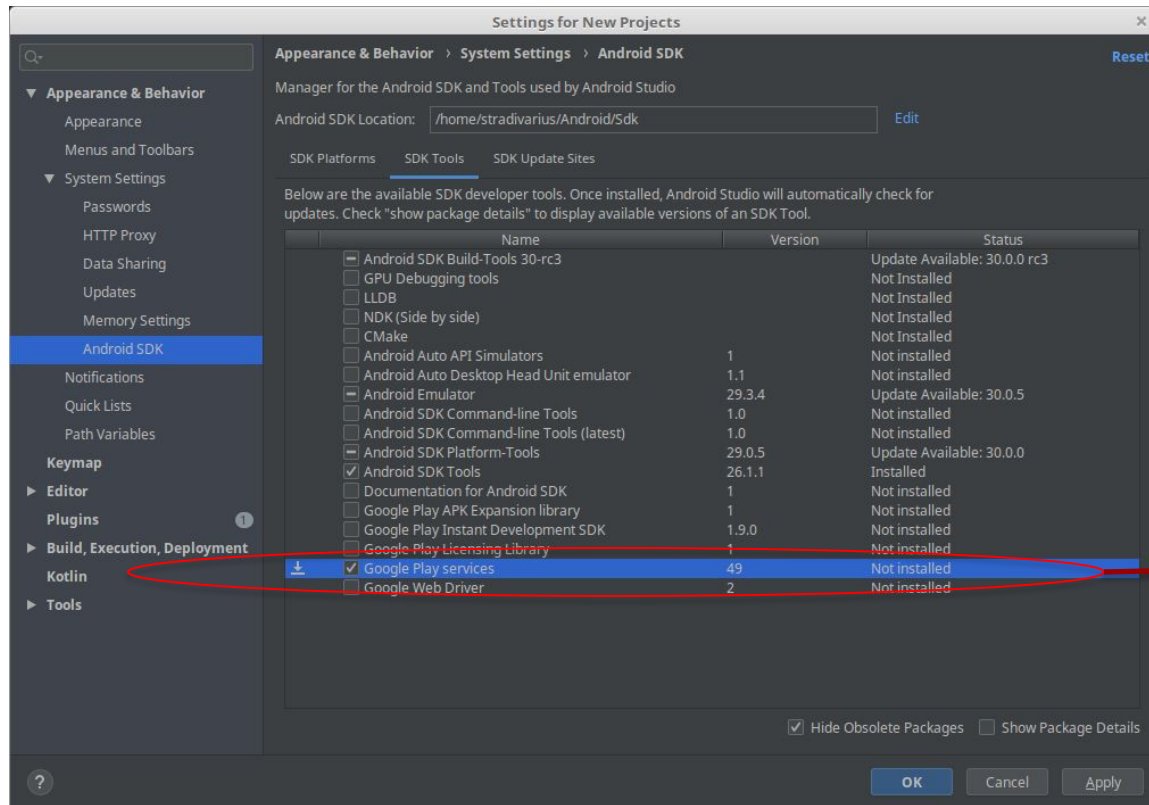 Settings for New Projects
Appearance & Behavior › System Settings › Android SDK
Reset
Manager for the Android SDK and Tools used by Android Studio
Android SDK Location: /home/stradivarius/Android/Sdk Edit
SDK Platforms SDK Tools SDK Update Sites
Below are the available SDK developer tools. Once installed, Android Studio will automatically check for
updates. Check "show package details" to display available versions of an SDK Tool.
Name Version Status
Android SDK Build-Tools 30-rc3 Update Available: 30.0.0 rc3
GPU Debugging tools Not Installed
LLDB Not Installed
NDK (Side by side) Not Installed
CMake Not Installed
Android Auto API Simulators 1 Not installed
Android Auto Desktop Head Unit emulator 1.1 Not installed
Android Emulator 29.3.4 Update Available: 30.0.5
Android SDK Command-line Tools 1.0 Not installed
Android SDK Command-line Tools (latest) 1.0 Not installed
Android SDK Platform-Tools 29.0.5 Update Available: 30.0.0
Android SDK Tools 26.1.1 Installed
Documentation for Android SDK 1 Not installed
Google Play APK Expansion library 1 Not installed
Google Play Instant Development SDK 1.9.0 Not installed
Google Play Licensing Library 1 Not installed
Google Play services 49 Not installed
Google Web Driver 2 Not installed
Hide Obsolete Packages Show Package Details
Appearance & Behavior
Appearance
Menus and Toolbars
System Settings
Passwords
HTTP Proxy
Data Sharing
Updates
Memory Settings
Android SDK
Notifications
Quick Lists
Path Variables
Keymap
Editor
Plugins 1
Build, Execution, Deployment
Kotlin
Tools
? OK Cancel Apply